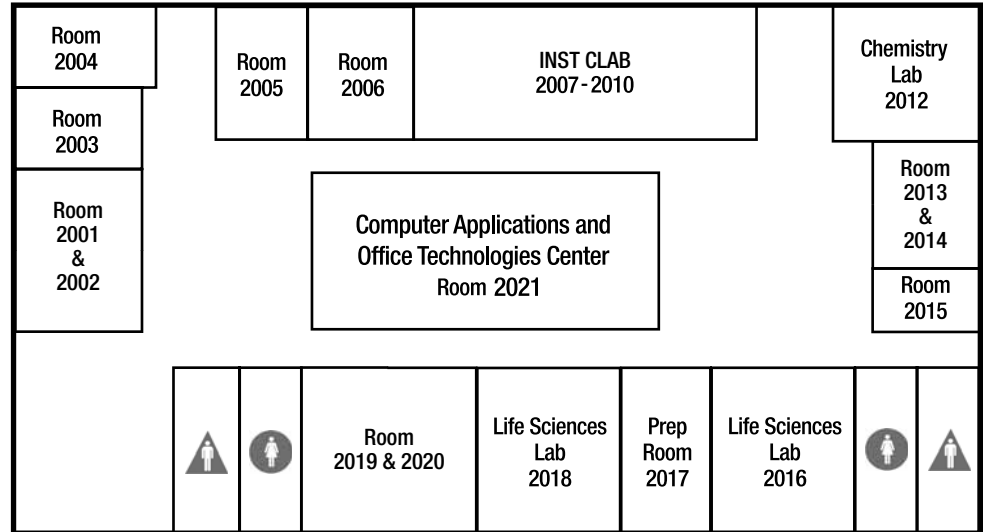 Room
2004
Room
2005
Room
2006
INST CLAB
2007-2010
Chemistry
Lab
2012
Room
2003
Room
2001
&
2002
Computer Applications and
Office Technologies Center
Room 2021
Room
2013
&
2014
Room
2015
Room
2019 & 2020
Life Sciences
Lab
2018
Prep
Room
2017
Life Sciences
Lab
2016